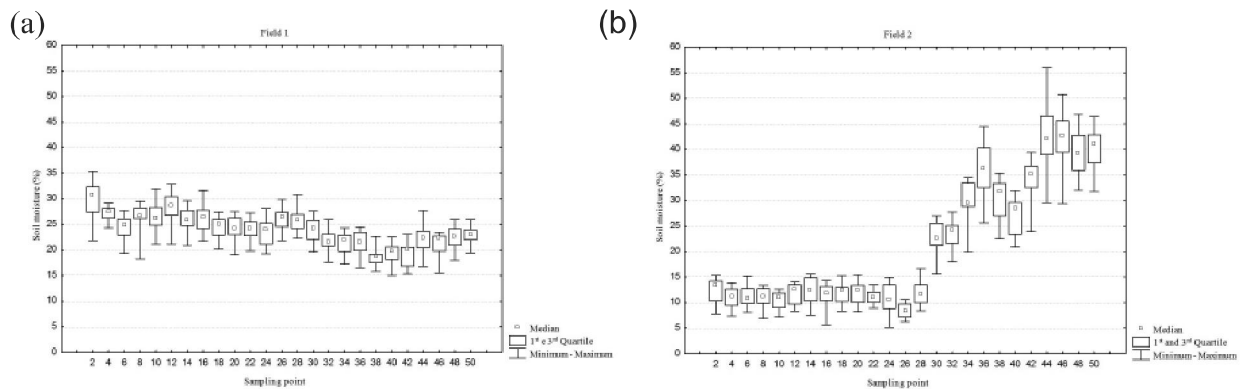 (a)
Field 1
Soil moisture (%)
60
55
50
45
40
35
30
25
20
15
10
5
0
2 4 6 8 10 12 14 16 18 20 22 24 26 28 30 32 34 36 38 40 42 44 46 48 50
Sampling point
Median
1st e 3rd Quartile
Minimum - Maximum
(b)
Field 2
Soil moisture (%)
60
55
50
45
40
35
30
25
20
15
10
5
0
2 4 6 8 10 12 14 16 18 20 22 24 26 28 30 32 34 36 38 40 42 44 46 48 50
Sampling point
Median
1st and 3rd Quartile
Minimum - Maximum